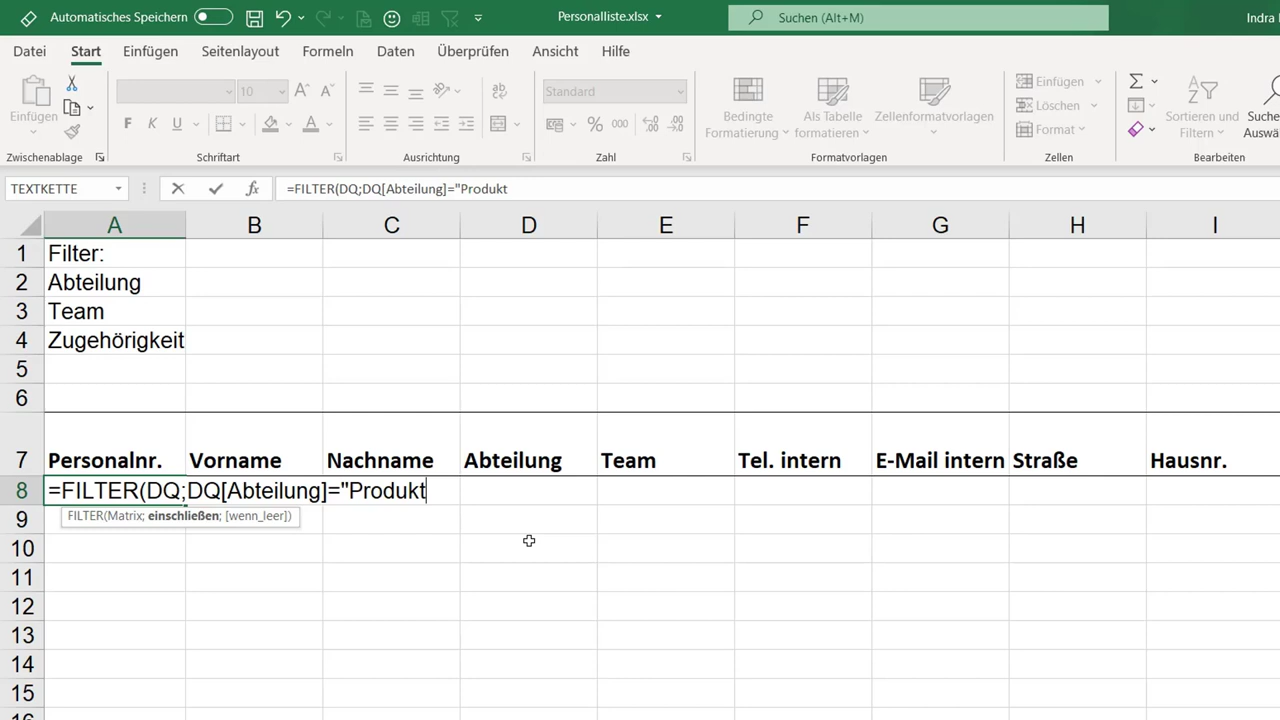 Automatisches Speichern
Personalliste.xlsx
Suchen (Alt+M)
Indra
Datei Start Einfügen Seitenlayout Formeln Daten Überprüfen Ansicht Hilfe
Einfügen
10
F K U
Standard
% 000
Bedingte Formatierung
Als Tabelle formatieren
Zellenformatvorlagen
Einfügen
Löschen
Format
Sortieren und Filtern
Zwischenablage Schriftart Ausrichtung Zahl Formatvorlagen Zellen Bearbeiten
TEXTKETTE fx =FILTER(DQ;DQ[Abteilung]="Produkt
A B C D E F G H I
1 Filter:
2 Abteilung
3 Team
4 Zugehörigkeit
5
6
7 Personalnr. Vorname Nachname Abteilung Team Tel. intern E-Mail intern Straße Hausnr.
8 =FILTER(DQ;DQ[Abteilung]="Produkt
9 FILTER(Matrix; einschließen; [wenn_leer])
10
11
12
13
14
15